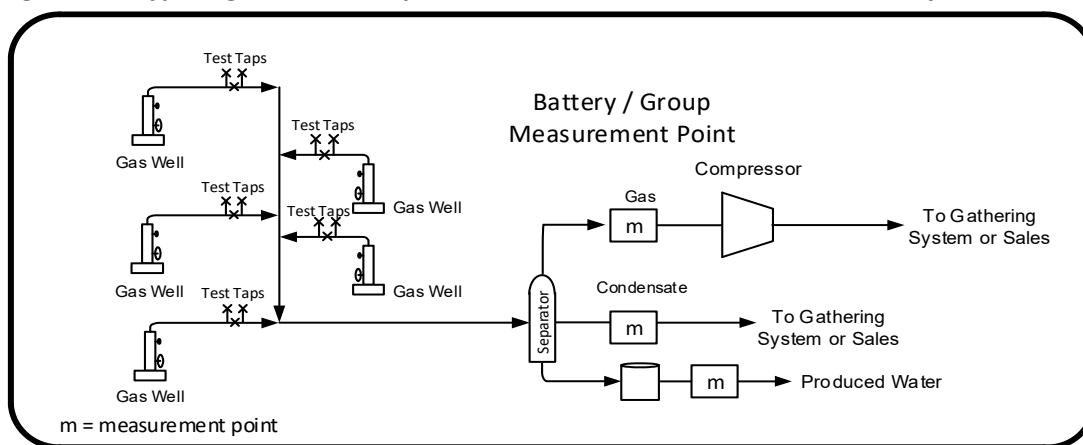 Test Taps
Gas Well
Test Taps
Gas Well
Test Taps
Gas Well
Test Taps
Gas Well
Test Taps
Gas Well
Battery / Group
Measurement Point
Compressor
Gas
m
To Gathering
System or Sales
Separator
Condensate
m
To Gathering
System or Sales
m
Produced Water
m = measurement point